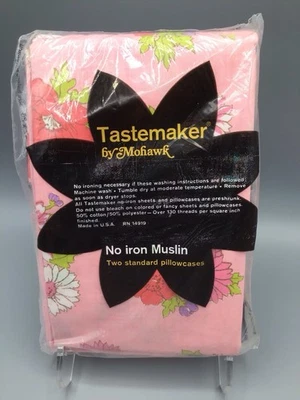 Tastemaker®
by Mohawk
No ironing necessary if these washing instructions are followed:
Machine wash • Tumble dry at moderate temperature • Remove
as soon as dryer stops.
All Tastemaker no-iron sheets and pillowcases are preshrunk.
Do not use bleach on colored or fancy sheets and pillowcases.
50% cotton/50% polyester – Over 130 threads per square inch
finished.
Made in U.S.A. RN 14919
No iron Muslin
Two standard pillowcases